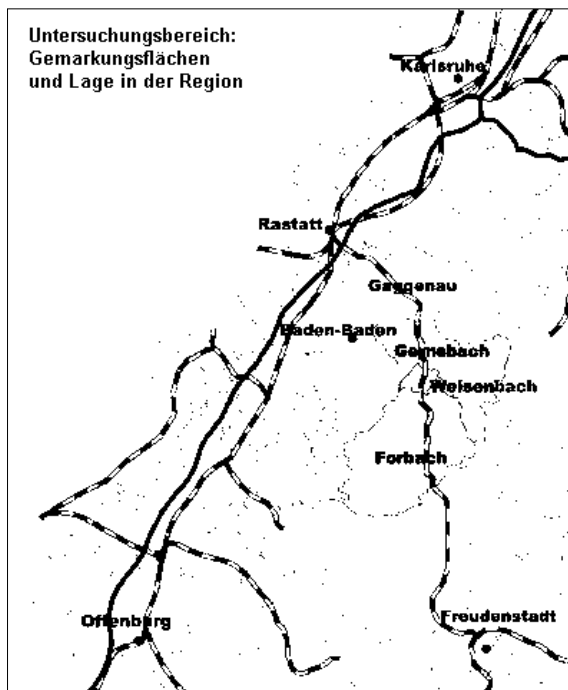 Untersuchungsbereich:
Gemarkungsflächen
und Lage in der Region
Karlsruhe
Rastatt
Gaggenau
Baden-Baden
Gernsbach
Weisenbach
Forbach
Offenburg
Freudenstadt